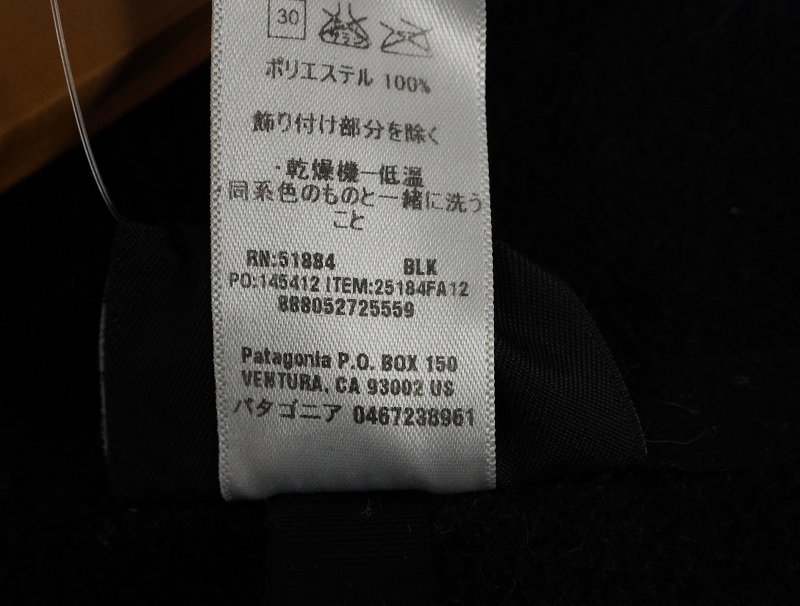 30
ポリエステル 100%
飾り付け部分を除く
・乾燥機ー低温
同系色のものと一緒に洗う
こと
RN:51884 BLK
PO:145412 ITEM:25184FA12
888052725559
Patagonia P.O. BOX 150
VENTURA, CA 93002 US
パタゴニア 0467238961